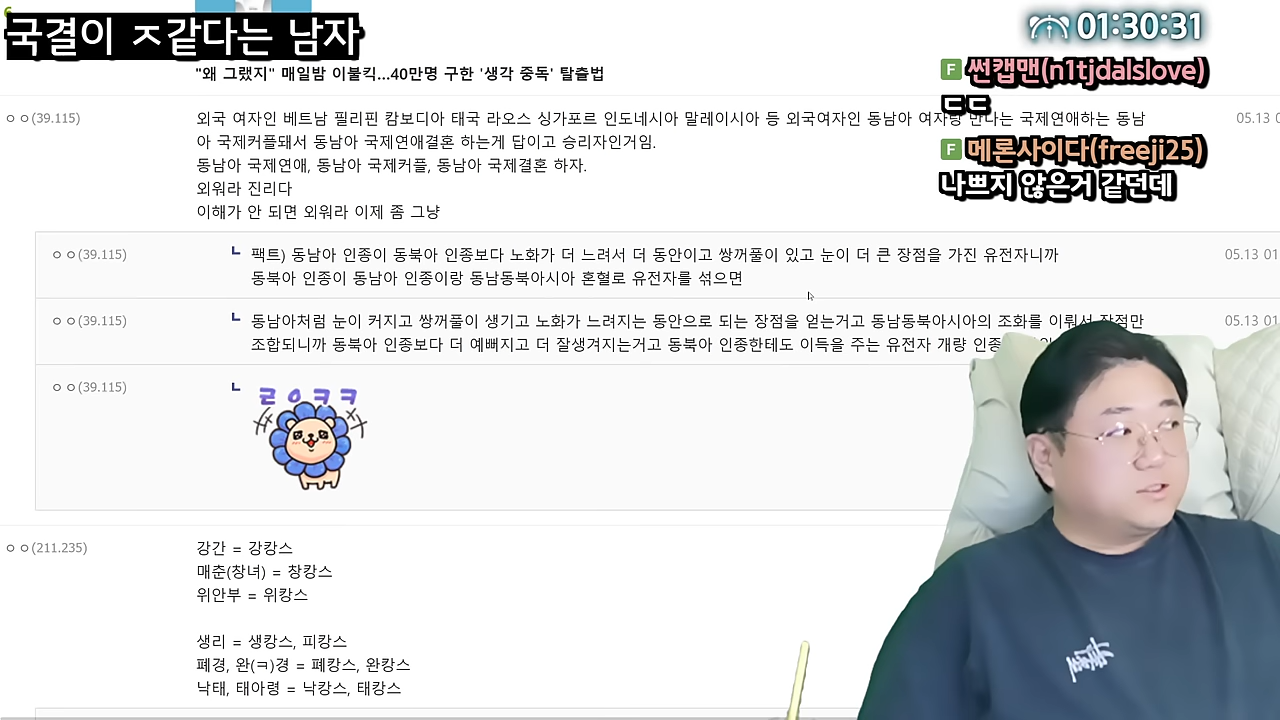 국결이 ㅈ같다는 남자
01:30:31
"왜 그랬지" 매일밤 이불킥...40만명 구한 '생각 중독' 탈출법
썬캡맨(n1tjdalslove)
ㄷㄷ
메론사이다(freeji25)
나쁘지 않은거 같던데
ㅇㅇ(39.115)
외국 여자인 베트남 필리핀 캄보디아 태국 라오스 싱가포르 인도네시아 말레이시아 등 외국여자인 동남아 여자랑 만나는 국제연애하는 동남
05.13
아 국제커플돼서 동남아 국제연애결혼 하는게 답이고 승리자인거임.
동남아 국제연애, 동남아 국제커플, 동남아 국제결혼 하자.
외워라 진리다
이해가 안 되면 외워라 이제 좀 그냥
ㅇㅇ(39.115)
팩트) 동남아 인종이 동북아 인종보다 노화가 더 느려서 더 동안이고 쌍꺼풀이 있고 눈이 더 큰 장점을 가진 유전자니까
05.13 01
동북아 인종이 동남아 인종이랑 동남동북아시아 혼혈로 유전자를 섞으면
ㅇㅇ(39.115)
동남아처럼 눈이 커지고 쌍꺼풀이 생기고 노화가 느려지는 동안으로 되는 장점을 얻는거고 동남동북아시아의 조화를 이뤄서 장점만
05.13 01
조합되니까 동북아 인종보다 더 예뻐지고 더 잘생겨지는거고 동북아 인종한테도 이득을 주는 유전자 개량 인종
ㅇㅇ(39.115)
ㄹㅇㅋㅋ
ㅇㅇ(211.235)
강간 = 강캉스
매춘(창녀) = 창캉스
위안부 = 위캉스
생리 = 생캉스, 피캉스
폐경, 완(ㅋ)경 = 폐캉스, 완캉스
낙태, 태아령 = 낙캉스, 태캉스